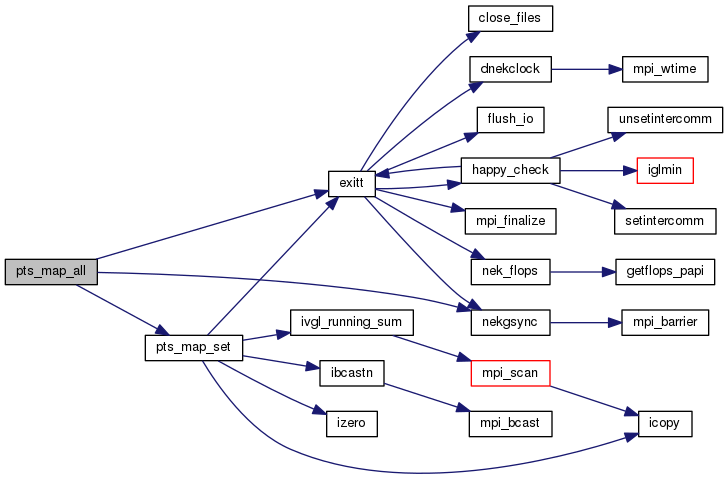 close_files
dnekclock
mpi_wtime
flush_io
unsetintercomm
happy_check
iglmin
exitt
mpi_finalize
setintercomm
pts_map_all
nek_flops
getflops_papi
ivgl_running_sum
nekgsync
mpi_barrier
pts_map_set
ibcastn
mpi_scan
izero
mpi_bcast
icopy